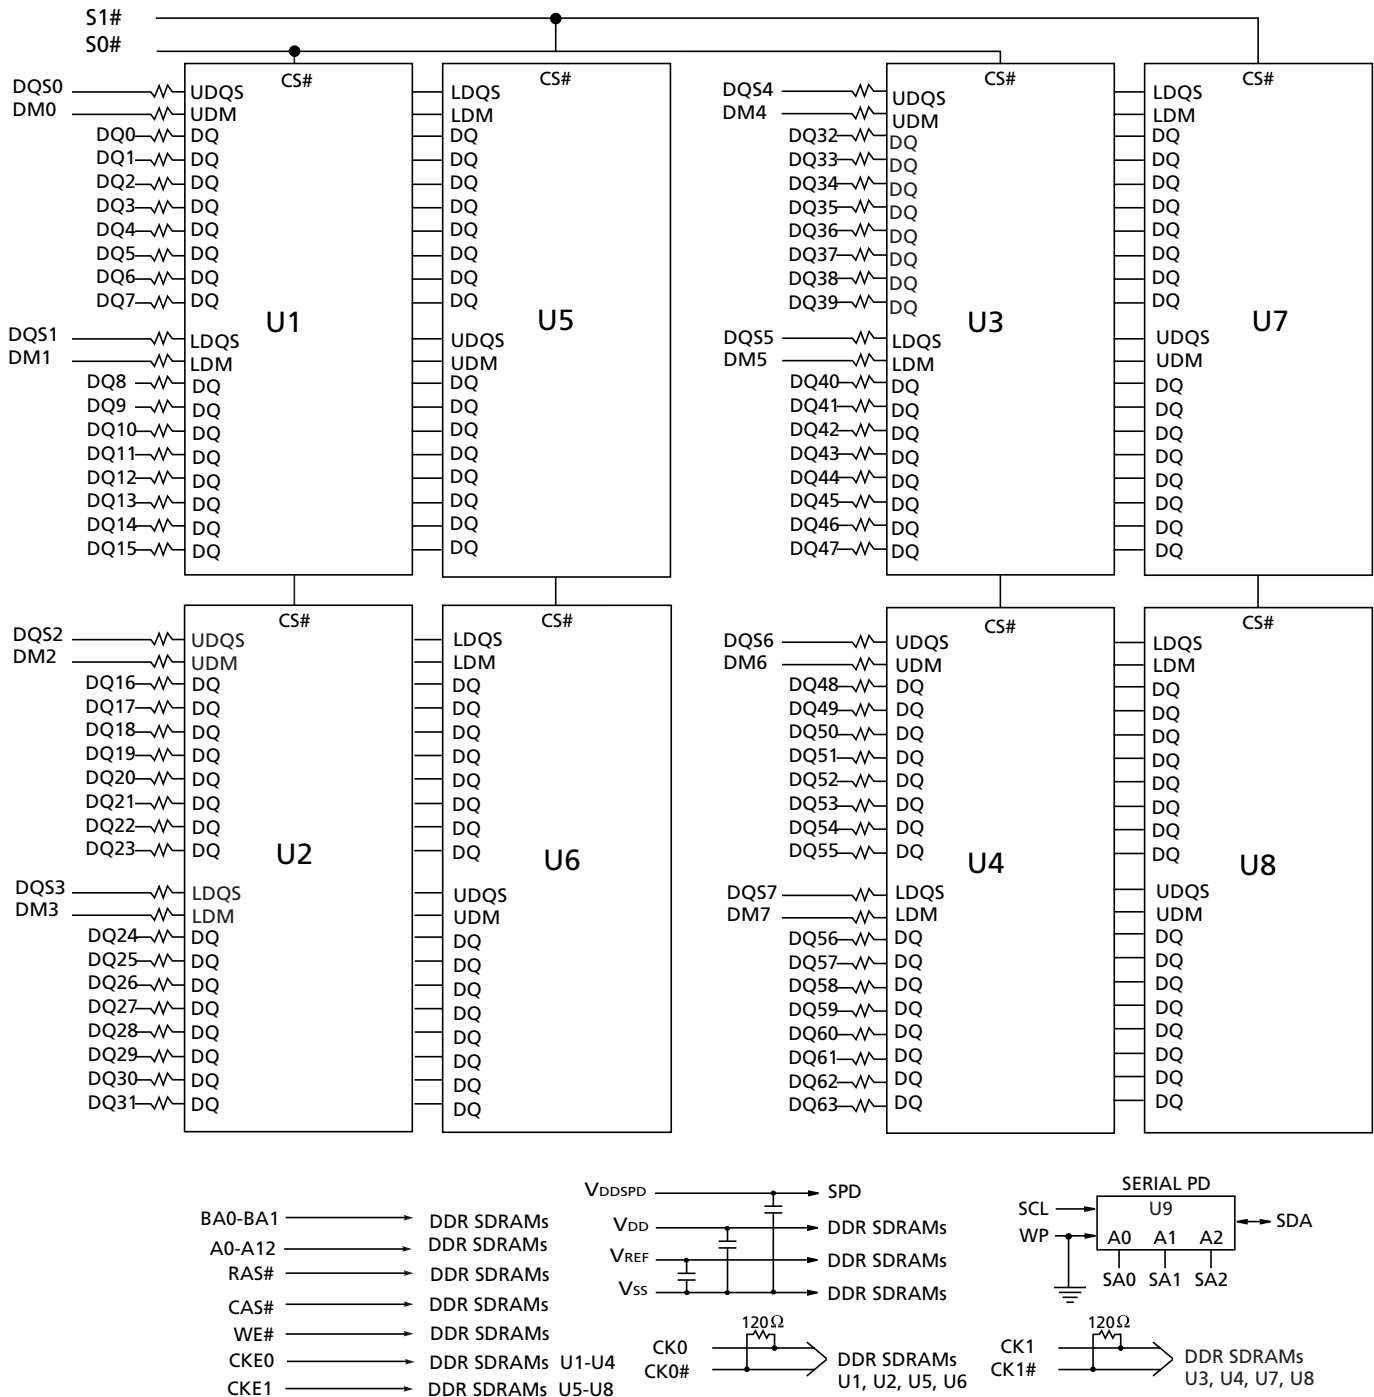 S1#
S0#
CS# CS# CS# CS#
DQS0 UDQS LDQS DQS4 UDQS LDQS
DM0 UDM LDM DM4 UDM LDM
DQ0 DQ DQ DQ32 DQ DQ
DQ1 DQ DQ DQ33 DQ DQ
DQ2 DQ DQ DQ34 DQ DQ
DQ3 DQ DQ DQ35 DQ DQ
DQ4 DQ DQ DQ36 DQ DQ
DQ5 DQ DQ DQ37 DQ DQ
DQ6 DQ DQ DQ38 DQ DQ
DQ7 DQ DQ DQ39 DQ DQ
U1 U5 U3 U7
DQS1 LDQS UDQS DQS5 LDQS UDQS
DM1 LDM UDM DM5 LDM UDM
DQ8 DQ DQ DQ40 DQ DQ
DQ9 DQ DQ DQ41 DQ DQ
DQ10 DQ DQ DQ42 DQ DQ
DQ11 DQ DQ DQ43 DQ DQ
DQ12 DQ DQ DQ44 DQ DQ
DQ13 DQ DQ DQ45 DQ DQ
DQ14 DQ DQ DQ46 DQ DQ
DQ15 DQ DQ DQ47 DQ DQ
CS# CS# CS# CS#
DQS2 UDQS LDQS DQS6 UDQS LDQS
DM2 UDM LDM DM6 UDM LDM
DQ16 DQ DQ DQ48 DQ DQ
DQ17 DQ DQ DQ49 DQ DQ
DQ18 DQ DQ DQ50 DQ DQ
DQ19 DQ DQ DQ51 DQ DQ
DQ20 DQ DQ DQ52 DQ DQ
DQ21 DQ DQ DQ53 DQ DQ
DQ22 DQ DQ DQ54 DQ DQ
DQ23 DQ DQ DQ55 DQ DQ
U2 U6 U4 U8
DQS3 LDQS UDQS DQS7 LDQS UDQS
DM3 LDM UDM DM7 LDM UDM
DQ24 DQ DQ DQ56 DQ DQ
DQ25 DQ DQ DQ57 DQ DQ
DQ26 DQ DQ DQ58 DQ DQ
DQ27 DQ DQ DQ59 DQ DQ
DQ28 DQ DQ DQ60 DQ DQ
DQ29 DQ DQ DQ61 DQ DQ
DQ30 DQ DQ DQ62 DQ DQ
DQ31 DQ DQ DQ63 DQ DQ
BA0-BA1 DDR SDRAMs
A0-A12 DDR SDRAMs
RAS# DDR SDRAMs
CAS# DDR SDRAMs
WE# DDR SDRAMs
CKE0 DDR SDRAMs U1-U4
CKE1 DDR SDRAMs U5-U8
VDDSPD SPD
VDD DDR SDRAMs
VREF DDR SDRAMs
VSS DDR SDRAMs
120Ω
CK0
CK0#
DDR SDRAMs
U1, U2, U5, U6
SERIAL PD
SCL U9
SDA
WP A0 A1 A2
SA0 SA1 SA2
120Ω
CK1
CK1#
DDR SDRAMs
U3, U4, U7, U8